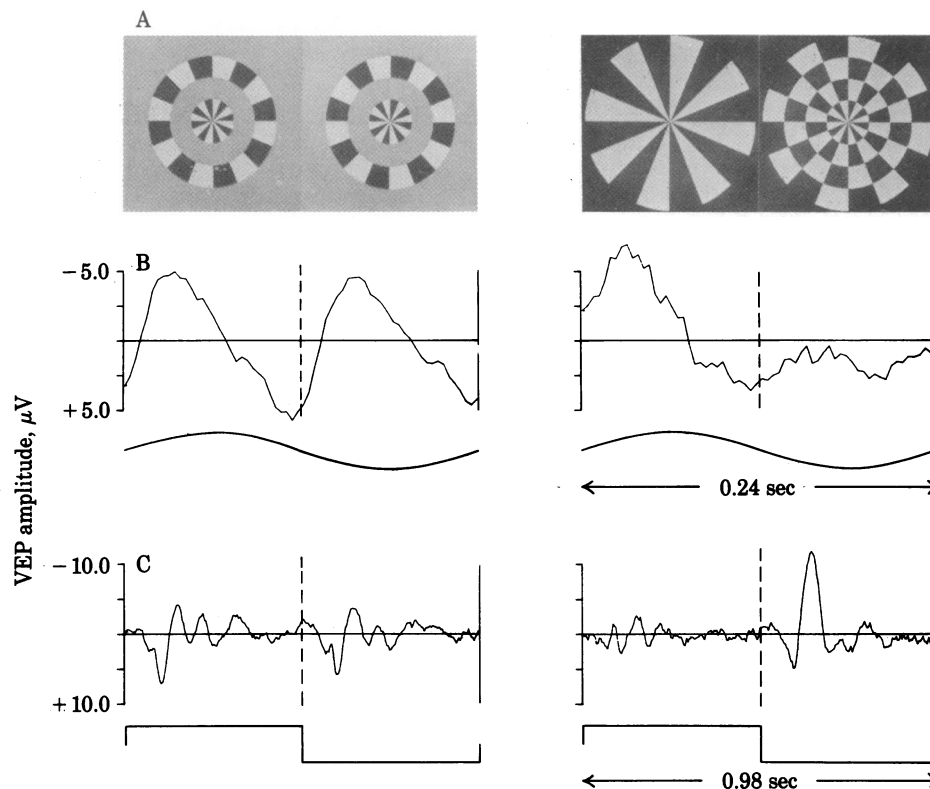 A
B
−5.0
+5.0
0.24 sec
VEP amplitude, μV
C
−10.0
+10.0
0.98 sec